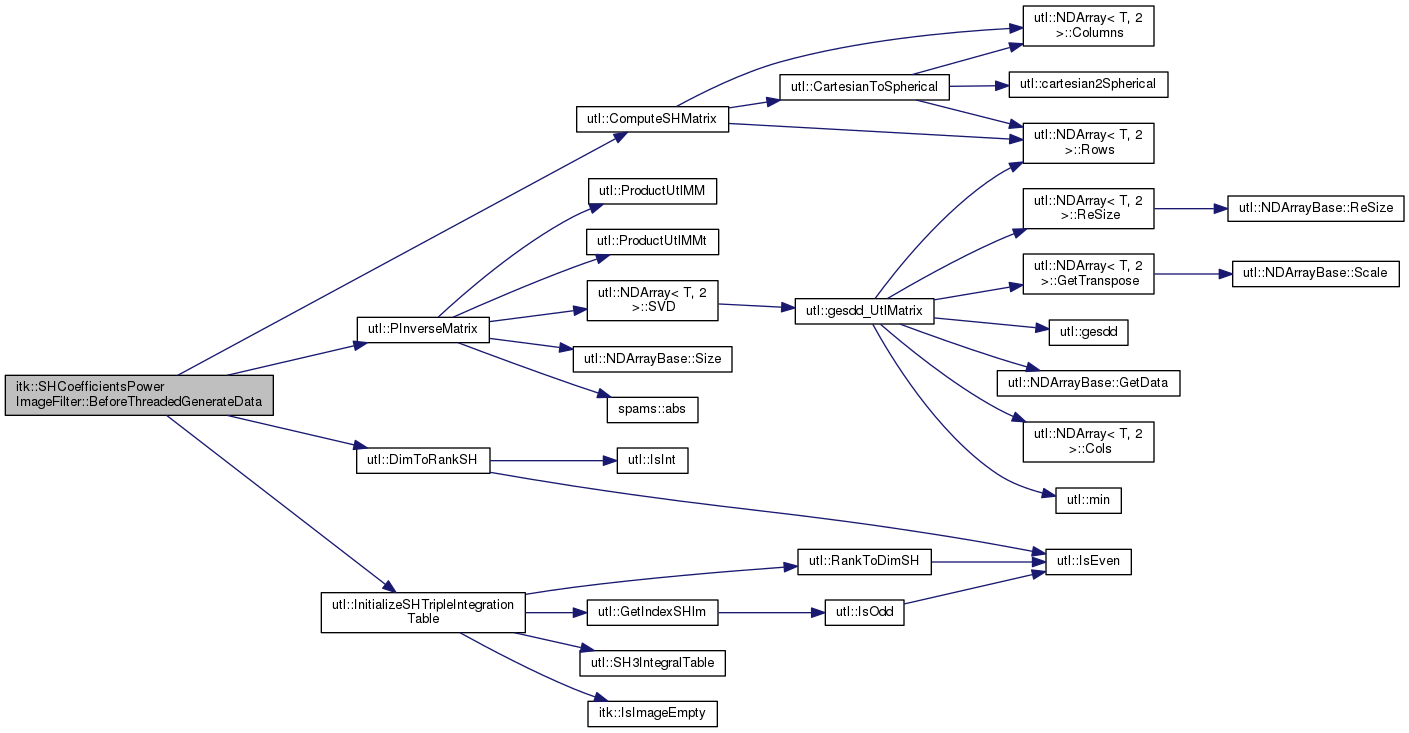 itk::SHCoefficientsPower
ImageFilter::BeforeThreadedGenerateData
utl::ComputeSHMatrix
utl::PInverseMatrix
utl::DimToRankSH
utl::InitializeSHTripleIntegration
Table
utl::ProductUtlMM
utl::ProductUtlMMt
utl::NDArray< T, 2
>::SVD
utl::NDArrayBase::Size
spams::abs
utl::IsInt
utl::GetIndexSHlm
utl::SH3IntegralTable
itk::IsImageEmpty
utl::CartesianToSpherical
utl::gesdd_UtlMatrix
utl::RankToDimSH
utl::IsOdd
utl::NDArray< T, 2
>::Columns
utl::cartesian2Spherical
utl::NDArray< T, 2
>::Rows
utl::NDArray< T, 2
>::ReSize
utl::NDArray< T, 2
>::GetTranspose
utl::gesdd
utl::NDArrayBase::GetData
utl::NDArray< T, 2
>::Cols
utl::min
utl::IsEven
utl::NDArrayBase::ReSize
utl::NDArrayBase::Scale